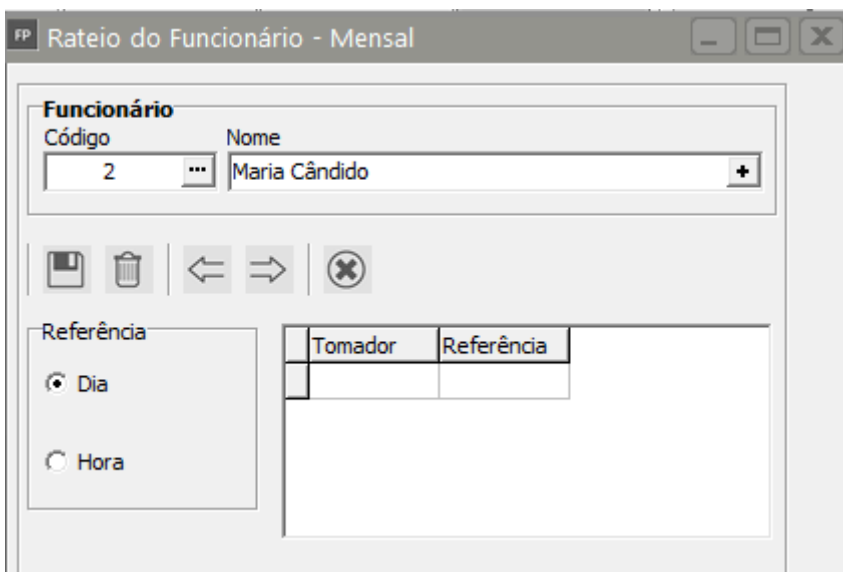 FP Rateio do Funcionário - Mensal
Funcionário
Código Nome
2 ... Maria Cândido +
Referência
Tomador Referência
Dia
Hora